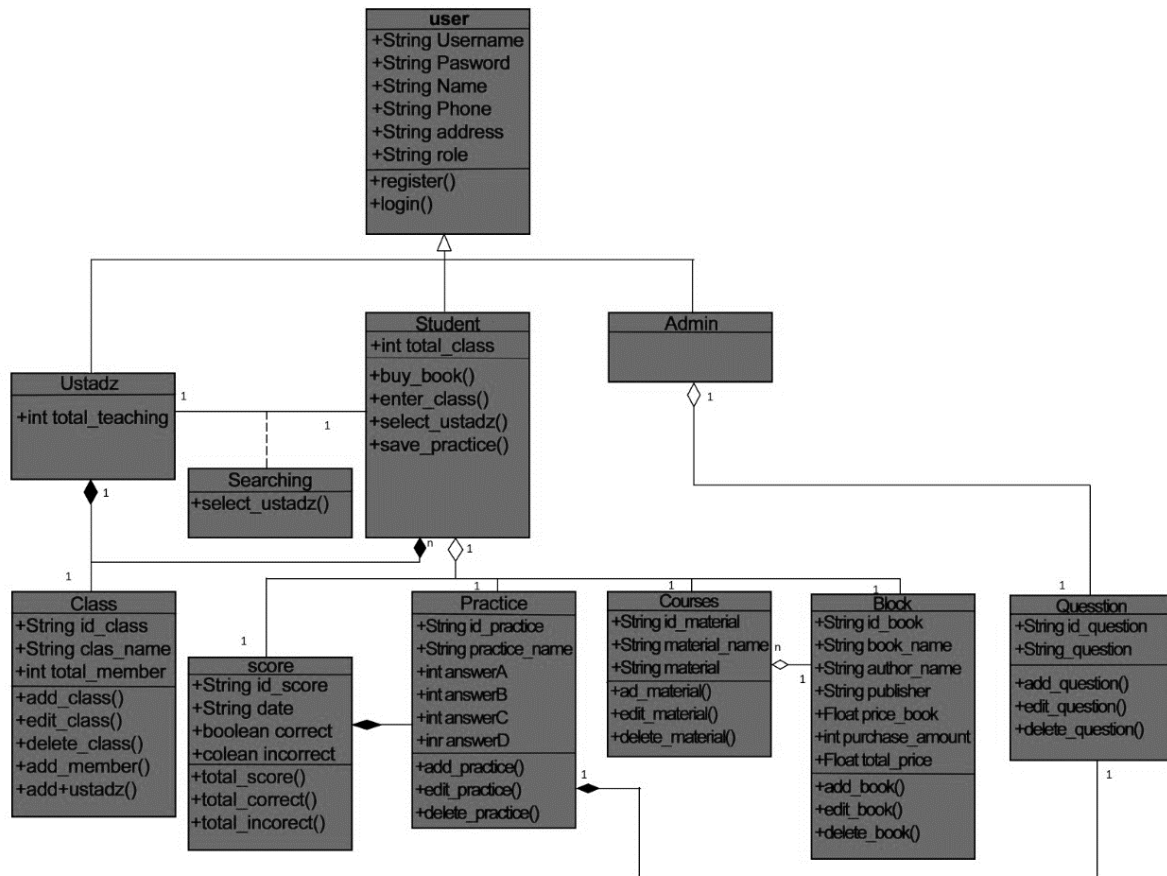 user
+String Username
+String Pasword
+String Name
+String Phone
+String address
+String role
+register()
+login()
Student
+int total_class
+buy_book()
+enter_class()
+select_ustadz()
+save_practice()
Admin
1
Ustadz
+int total_teaching
1
1
1
Searching
+select_ustadz()
n
1
1
Class
+String id_class
+String clas_name
+int total_member
+add_class()
+edit_class()
+delete_class()
+add_member()
+add+ustadz()
1
score
+String id_score
+String date
+boolean correct
+colean incorrect
+total_score()
+total_correct()
+total_incorect()
1
Practice
+String id_practice
+String practice_name
+int answerA
+int answerB
+int answerC
+inr answerD
+add_practice()
+edit_practice()
+delete_practice()
1
1
Courses
+String id_material
+String material_name
+String material
+ad_material()
+edit_material()
+delete_material()
n
1
1
Block
+String id_book
+String book_name
+String author_name
+String publisher
+Float price_book
+int purchase_amount
+Float total_price
+add_book()
+edit_book()
+delete_book()
1
Quesstion
+String id_question
+String_question
+add_question()
+edit_question()
+delete_question()
1